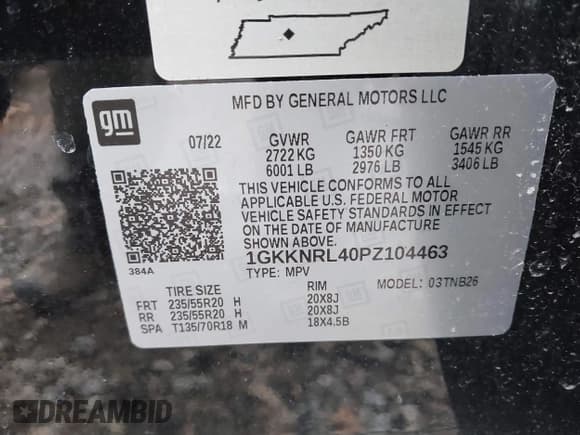 gm
MFD BY GENERAL MOTORS LLC
07/22 GVWR GAWR FRT GAWR RR
2722 KG 1350 KG 1545 KG
6001 LB 2976 LB 3406 LB
THIS VEHICLE CONFORMS TO ALL
APPLICABLE U.S. FEDERAL MOTOR
VEHICLE SAFETY STANDARDS IN EFFECT
ON THE DATE OF MANUFACTURE
SHOWN ABOVE.
384A
1GKKNRL40PZ104463
TYPE: MPV MODEL: 03TNB26
TIRE SIZE RIM
FRT 235/55R20 H 20X8J
RR 235/55R20 H 20X8J
SPA T135/70R18 M 18X4.5B
DREAMBID